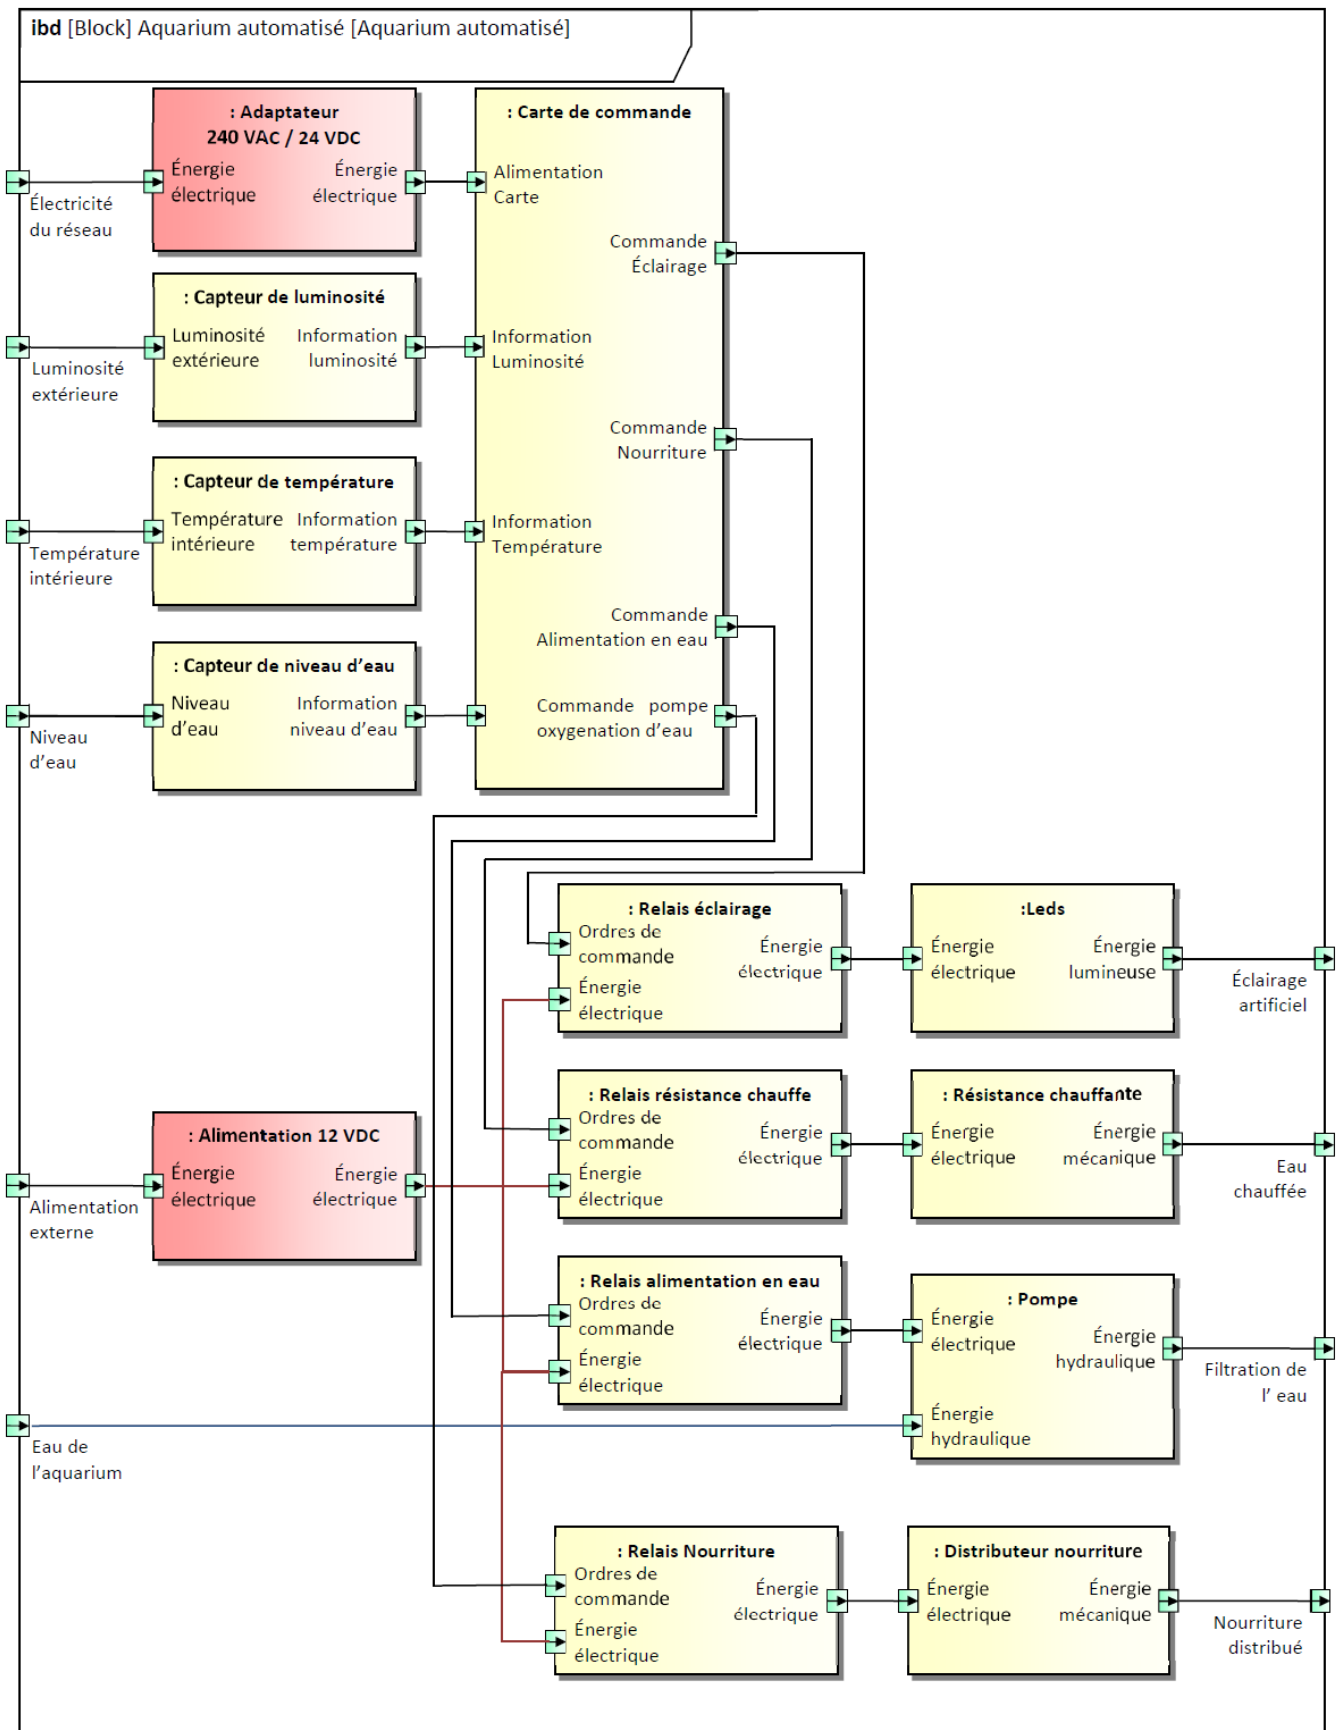 ibd [Block] Aquarium automatisé [Aquarium automatisé]
: Adaptateur
240 VAC / 24 VDC
Énergie
électrique
Énergie
électrique
Électricité
du réseau
: Carte de commande
Alimentation
Carte
Commande
Éclairage
Information
Luminosité
Commande
Nourriture
Information
Température
Commande
Alimentation en eau
Commande pompe
oxygenation d'eau
: Capteur de luminosité
Luminosité
extérieure
Information
luminosité
Luminosité
extérieure
: Capteur de température
Température
intérieure
Information
température
Température
intérieure
: Capteur de niveau d'eau
Niveau
d'eau
Information
niveau d'eau
Niveau
d'eau
: Relais éclairage
Ordres de
commande
Énergie
électrique
Énergie
électrique
:Leds
Énergie
électrique
Énergie
lumineuse
Éclairage
artificiel
: Relais résistance chauffe
Ordres de
commande
Énergie
électrique
Énergie
électrique
: Résistance chauffante
Énergie
électrique
Énergie
mécanique
Eau
chauffée
: Alimentation 12 VDC
Énergie
électrique
Énergie
électrique
Alimentation
externe
: Relais alimentation en eau
Ordres de
commande
Énergie
électrique
Énergie
électrique
: Pompe
Énergie
électrique
Énergie
hydraulique
Énergie
hydraulique
Filtration de
l' eau
Eau de
l'aquarium
: Relais Nourriture
Ordres de
commande
Énergie
électrique
Énergie
électrique
: Distributeur nourriture
Énergie
électrique
Énergie
mécanique
Nourriture
distribué